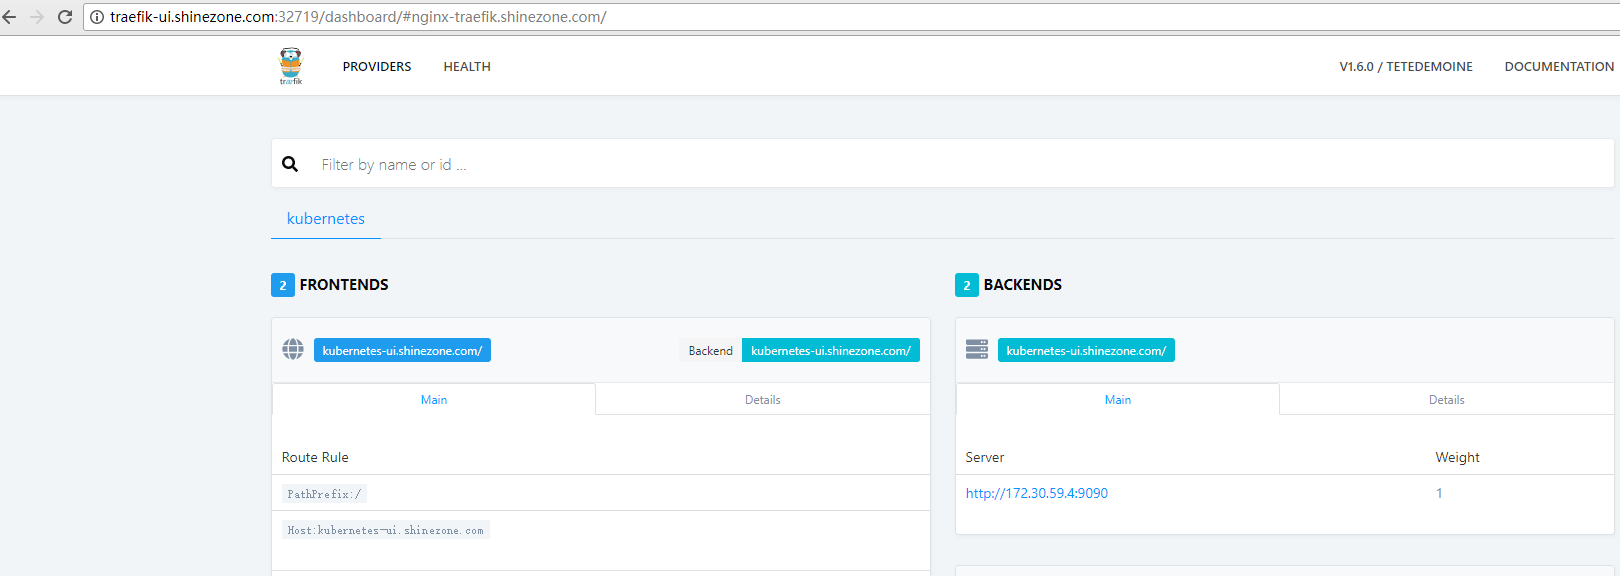 traefik-ui.shinezone.com:32719/dashboard/#nginx-traefik.shinezone.com/
træfik
PROVIDERS HEALTH V1.6.0 / TETEDEMOINE DOCUMENTATION
Filter by name or id ...
kubernetes
2 FRONTENDS
kubernetes-ui.shinezone.com/ Backend kubernetes-ui.shinezone.com/
Main Details
Route Rule
PathPrefix:/
Host:kubernetes-ui.shinezone.com
2 BACKENDS
kubernetes-ui.shinezone.com/
Main Details
Server Weight
http://172.30.59.4:9090 1